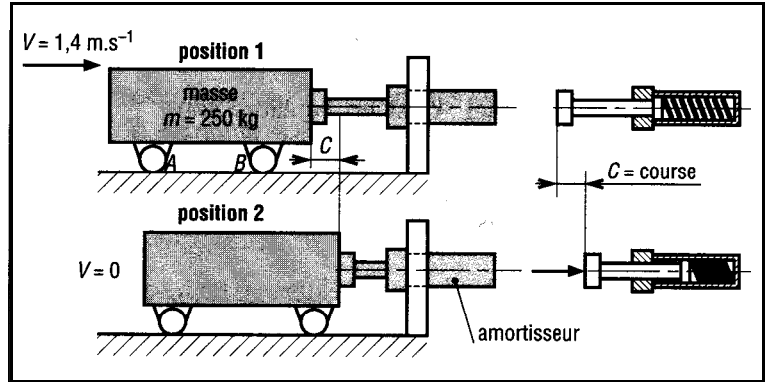 V = 1,4 m.s⁻¹
position 1
masse
m = 250 kg
A
B
C
C = course
position 2
V = 0
amortisseur